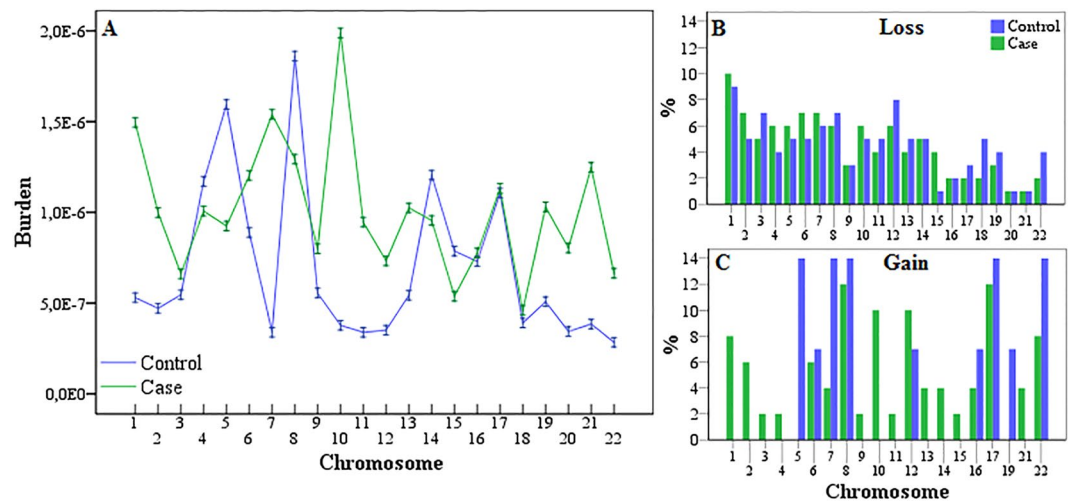 A
Burden
2,0E-6
1,5E-6
1,0E-6
5,0E-7
0,0E0
Control
Case
1 3 5 7 9 11 13 15 17 19 21
2 4 6 8 10 12 14 16 18 20 22
Chromosome
B
Loss
Control
Case
%
14
12
10
8
6
4
2
0
1 3 5 7 9 11 13 15 17 19 21
2 4 6 8 10 12 14 16 18 20 22
C
Gain
%
14
12
10
8
6
4
2
0
1 3 5 7 9 11 13 15 17 21
2 4 6 8 10 12 14 16 19 22
Chromosome